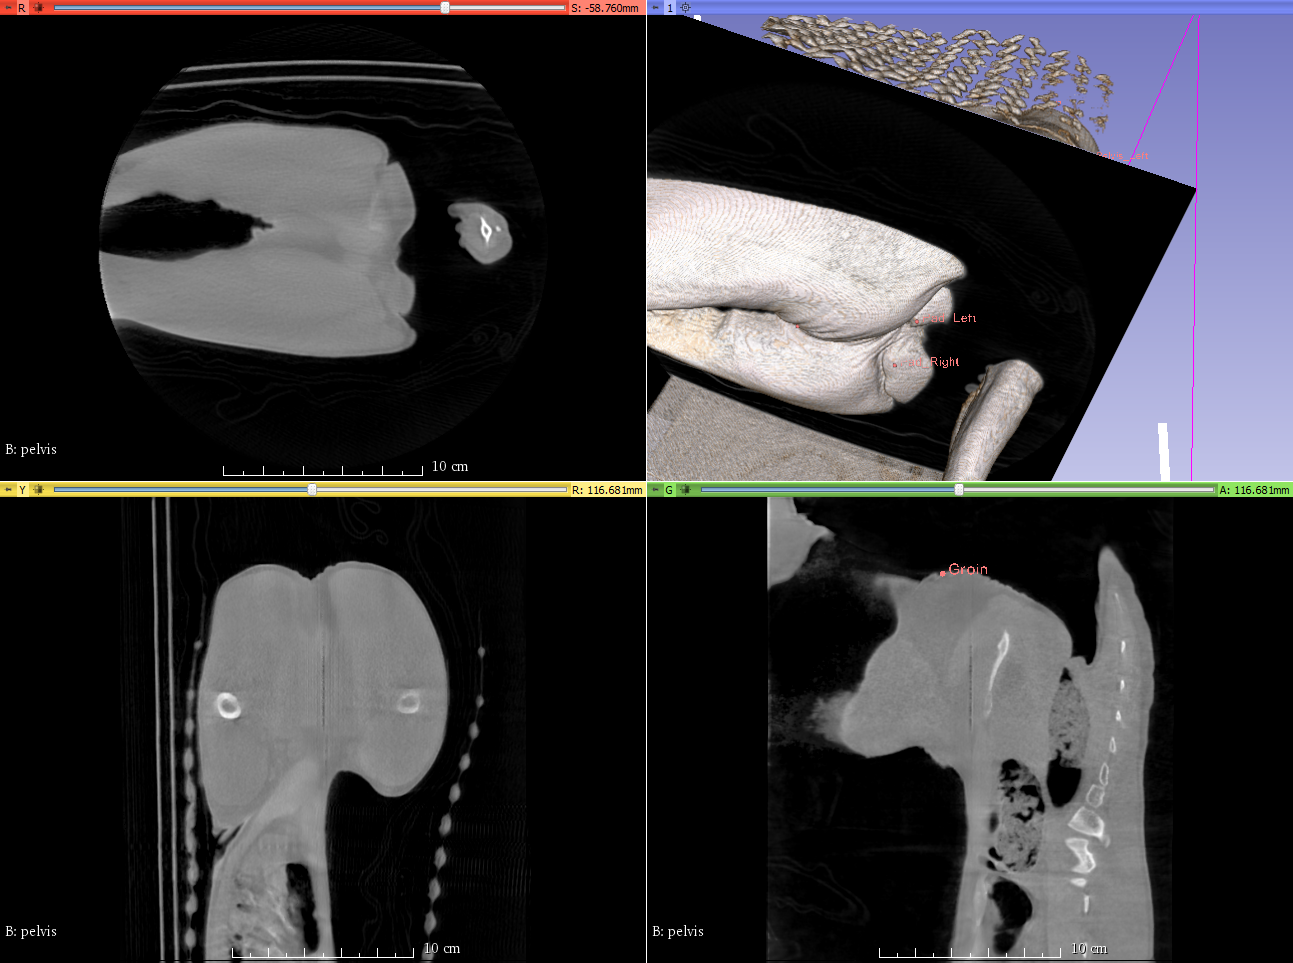 R
S: -58.760mm
B: pelvis
10 cm
1
Left
Right
Y
R: 116.681mm
B: pelvis
10 cm
G
A: 116.681mm
Groin
B: pelvis
10 cm